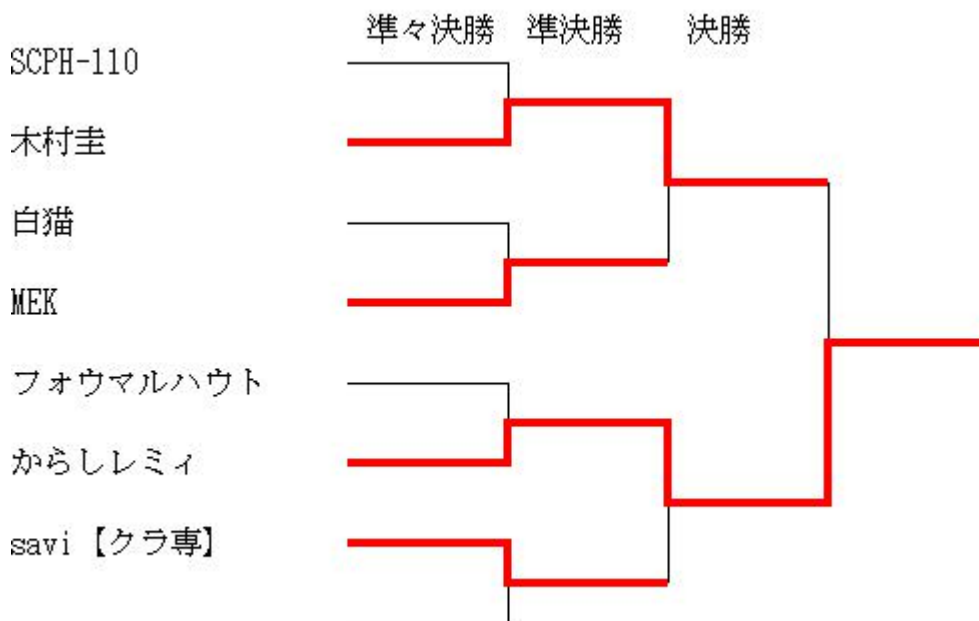 準々決勝 準決勝 決勝
SCPH-110
木村圭
白猫
MEK
フォウマルハウト
からしレミィ
savi【クラ専】